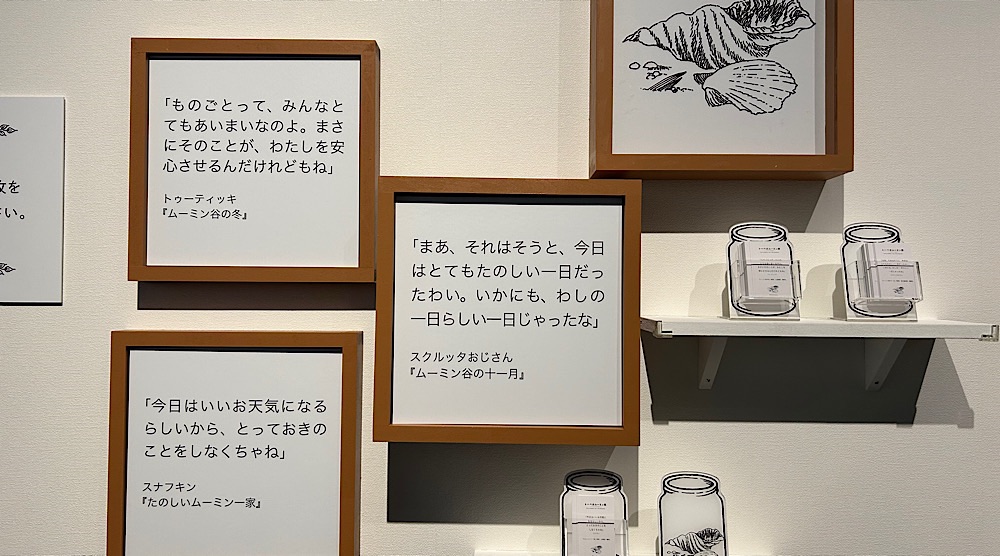 「ものごとって、みんなと
てもあいまいなのよ。まさ
にそのことが、わたしを安
心させるんだけれどもね」
トゥーティッキ
『ムーミン谷の冬』
「まあ、それはそうと、今日
はとてもたのしい一日だっ
たわい。いかにも、わしの
一日らしい一日じゃったな」
スクルッタおじさん
『ムーミン谷の十一月』
「今日はいいお天気になる
らしいから、とっておきの
ことをしなくちゃね」
スナフキン
『たのしいムーミン一家』
を
い。